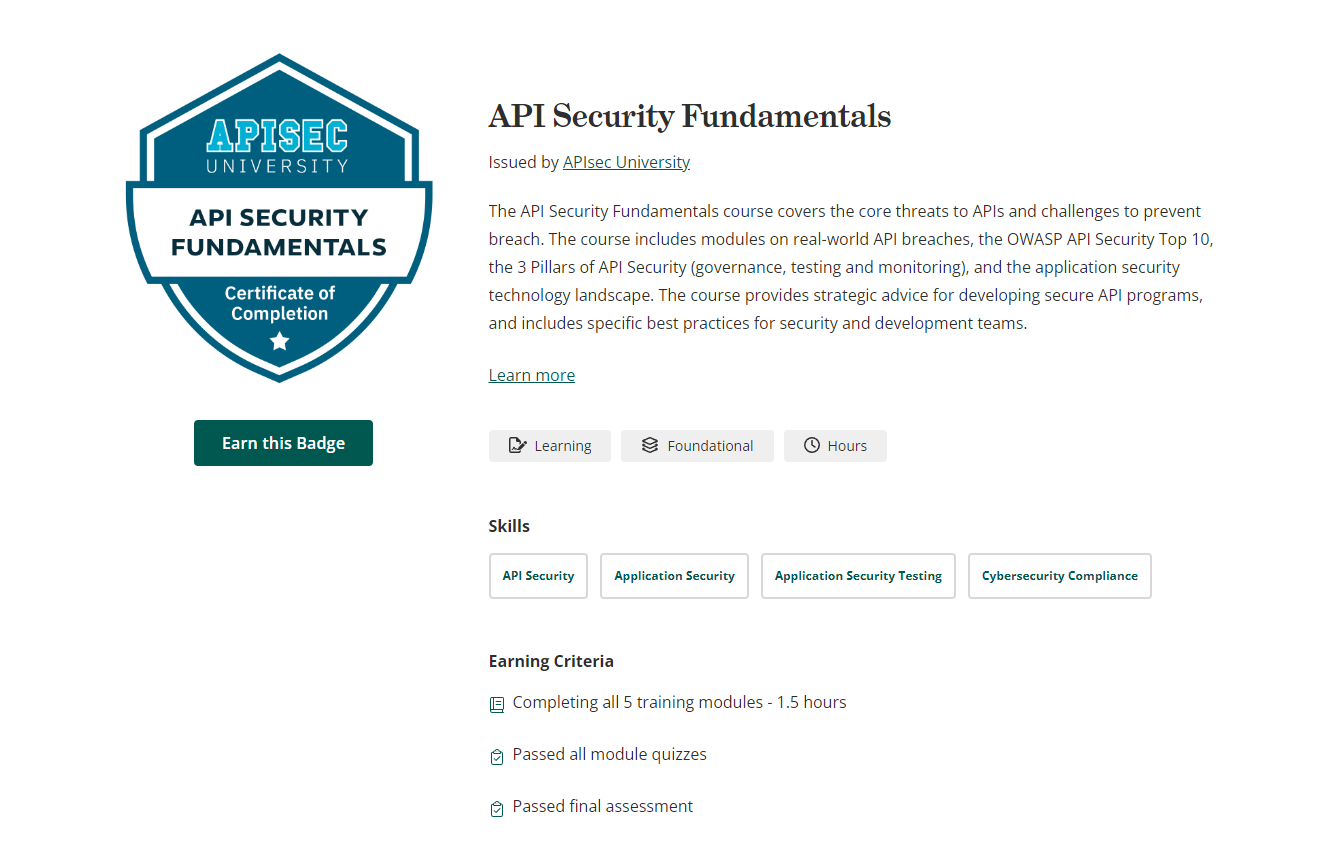 APISEC
UNIVERSITY
API SECURITY
FUNDAMENTALS
Certificate of
Completion
Earn this Badge
API Security Fundamentals
Issued by APIsec University
The API Security Fundamentals course covers the core threats to APIs and challenges to prevent
breach. The course includes modules on real-world API breaches, the OWASP API Security Top 10,
the 3 Pillars of API Security (governance, testing and monitoring), and the application security
technology landscape. The course provides strategic advice for developing secure API programs,
and includes specific best practices for security and development teams.
Learn more
Learning Foundational Hours
Skills
API Security Application Security Application Security Testing Cybersecurity Compliance
Earning Criteria
Completing all 5 training modules - 1.5 hours
Passed all module quizzes
Passed final assessment